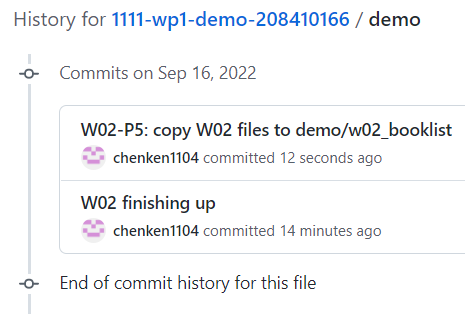 History for 1111-wp1-demo-208410166 / demo
Commits on Sep 16, 2022
W02-P5: copy W02 files to demo/w02_booklist
chenken1104 committed 12 seconds ago
W02 finishing up
chenken1104 committed 14 minutes ago
End of commit history for this file